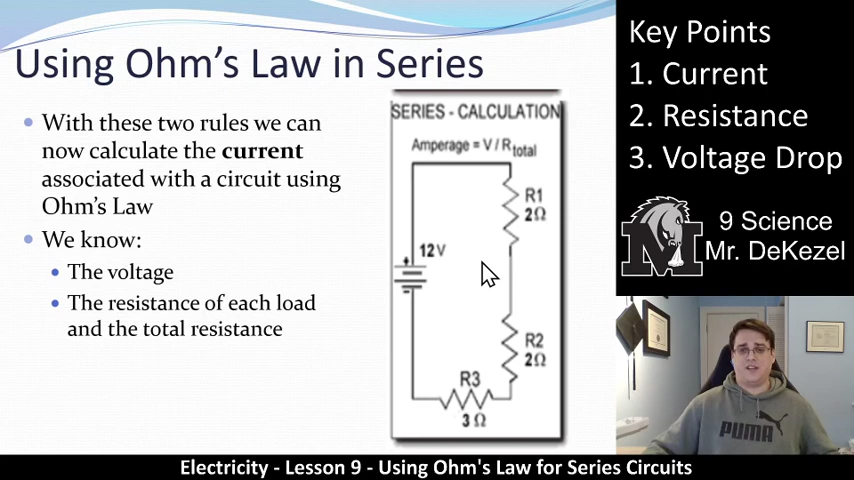 Using Ohm's Law in Series
• With these two rules we can
now calculate the current
associated with a circuit using
Ohm's Law
• We know:
• The voltage
• The resistance of each load
and the total resistance
SERIES - CALCULATION
Amperage = V / Rtotal
R1
2Ω
12V
+
-
R2
2Ω
R3
3Ω
Key Points
1. Current
2. Resistance
3. Voltage Drop
M
9 Science
Mr. DeKezel
PUMA
Electricity - Lesson 9 - Using Ohm's Law for Series Circuits